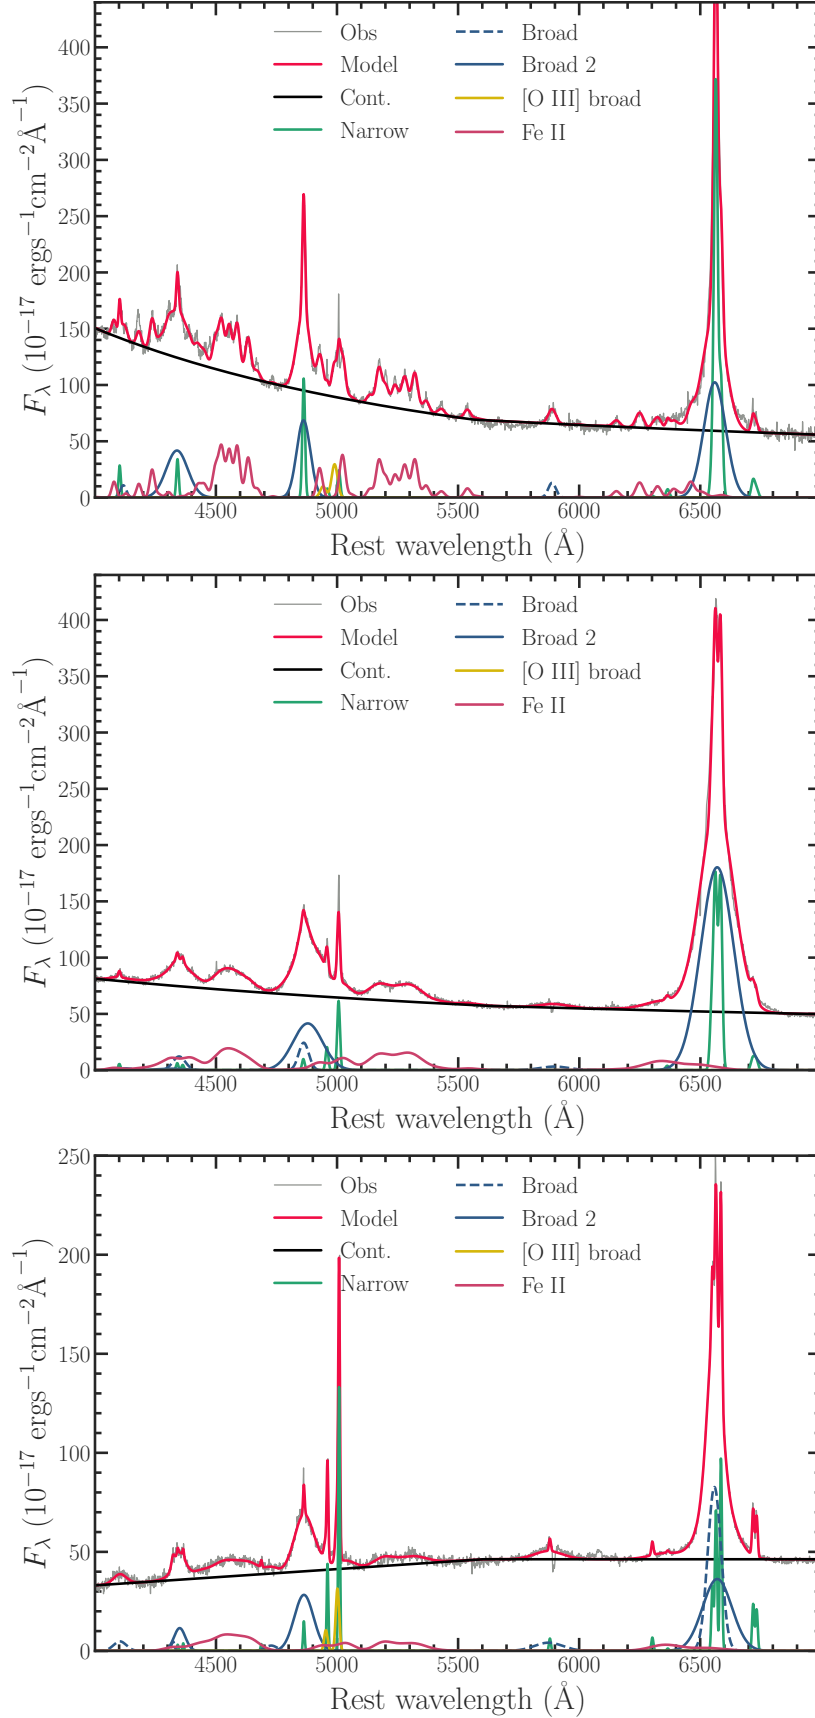 400
350
300
250
200
150
100
50
0
F_λ (10⁻¹⁷ ergs⁻¹cm⁻²Å⁻¹)
Obs
Model
Cont.
Narrow
Broad
Broad 2
[O III] broad
Fe II
4500 5000 5500 6000 6500
Rest wavelength (Å)
400
350
300
250
200
150
100
50
0
F_λ (10⁻¹⁷ ergs⁻¹cm⁻²Å⁻¹)
Obs
Model
Cont.
Narrow
Broad
Broad 2
[O III] broad
Fe II
4500 5000 5500 6000 6500
Rest wavelength (Å)
250
200
150
100
50
0
F_λ (10⁻¹⁷ ergs⁻¹cm⁻²Å⁻¹)
Obs
Model
Cont.
Narrow
Broad
Broad 2
[O III] broad
Fe II
4500 5000 5500 6000 6500
Rest wavelength (Å)